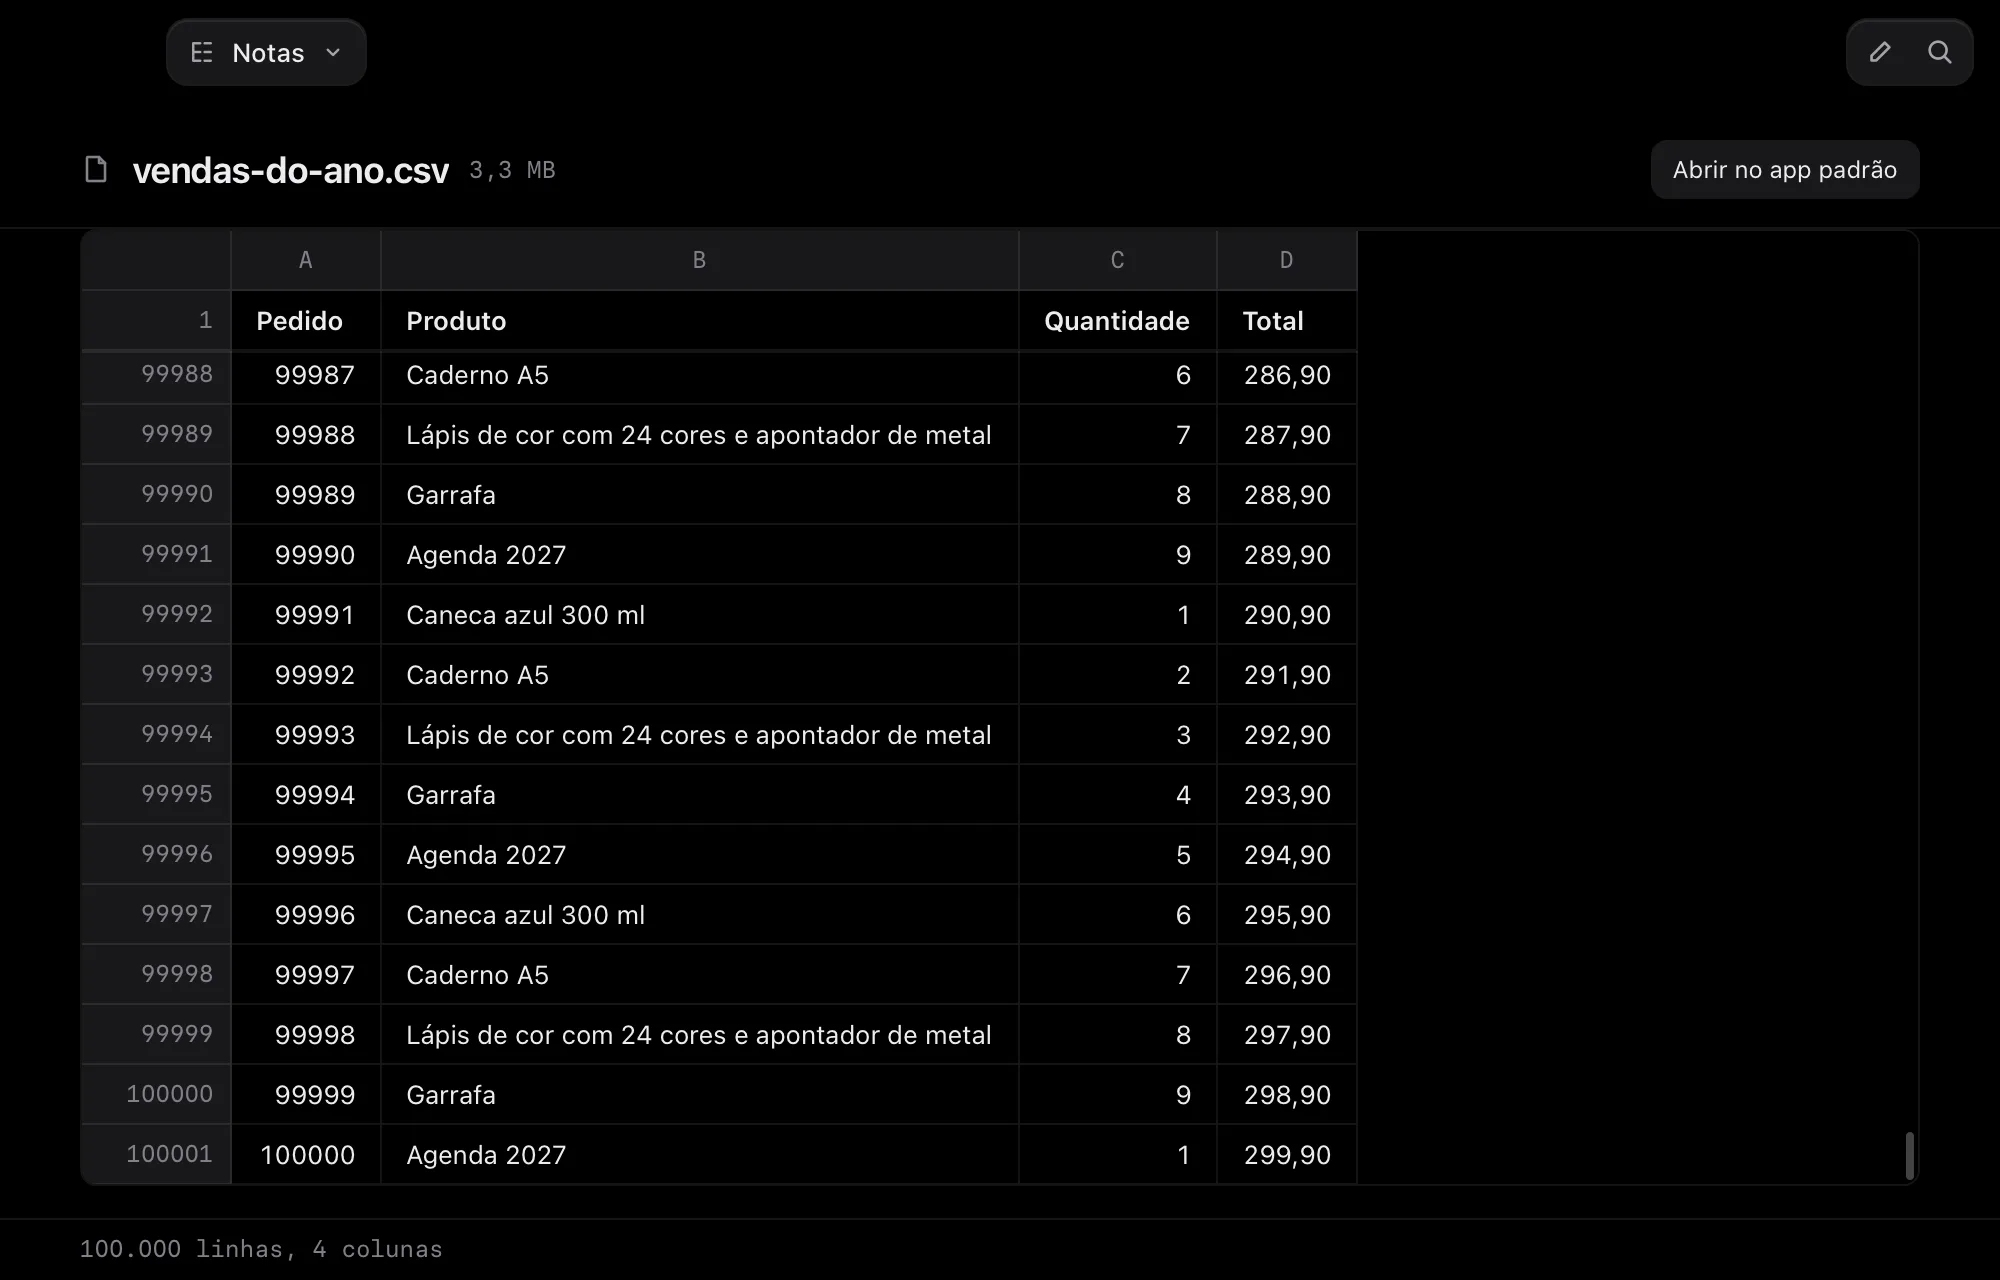 Notas
vendas-do-ano.csv 3,3 MB
Abrir no app padrão
A B C D
1 Pedido Produto Quantidade Total
99988 99987 Caderno A5 6 286,90
99989 99988 Lápis de cor com 24 cores e apontador de metal 7 287,90
99990 99989 Garrafa 8 288,90
99991 99990 Agenda 2027 9 289,90
99992 99991 Caneca azul 300 ml 1 290,90
99993 99992 Caderno A5 2 291,90
99994 99993 Lápis de cor com 24 cores e apontador de metal 3 292,90
99995 99994 Garrafa 4 293,90
99996 99995 Agenda 2027 5 294,90
99997 99996 Caneca azul 300 ml 6 295,90
99998 99997 Caderno A5 7 296,90
99999 99998 Lápis de cor com 24 cores e apontador de metal 8 297,90
100000 99999 Garrafa 9 298,90
100001 100000 Agenda 2027 1 299,90
100.000 linhas, 4 colunas